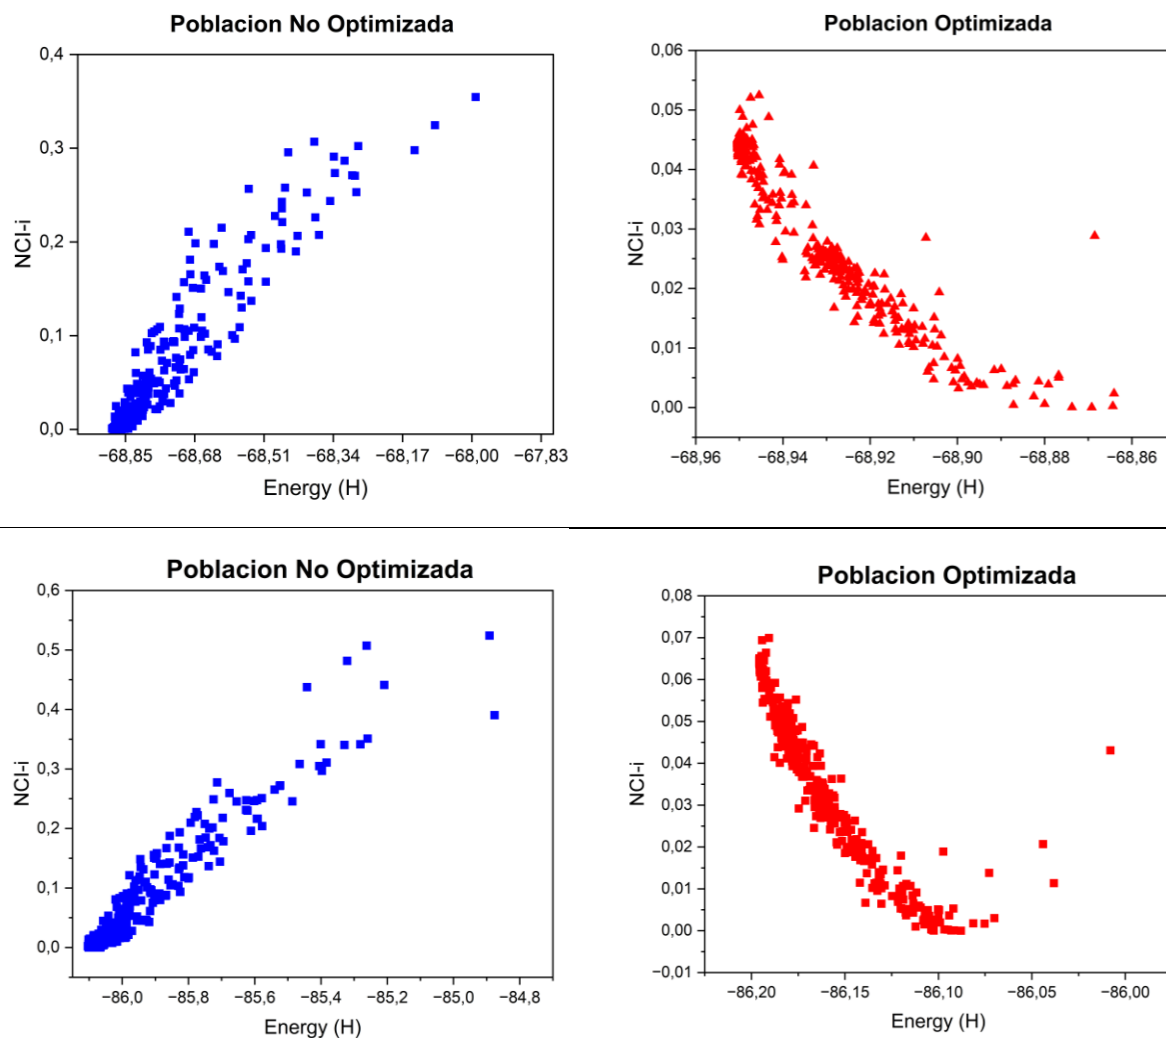 Poblacion No Optimizada
0,4
0,3
0,2
0,1
0,0
NCI-i
−68,85 −68,68 −68,51 −68,34 −68,17 −68,00 −67,83
Energy (H)
Poblacion Optimizada
0,06
0,05
0,04
0,03
0,02
0,01
0,00
NCI-i
−68,96 −68,94 −68,92 −68,90 −68,88 −68,86
Energy (H)
Poblacion No Optimizada
0,6
0,5
0,4
0,3
0,2
0,1
0,0
NCI-i
−86,0 −85,8 −85,6 −85,4 −85,2 −85,0 −84,8
Energy (H)
Poblacion Optimizada
0,08
0,07
0,06
0,05
0,04
0,03
0,02
0,01
0,00
−0,01
NCI-i
−86,20 −86,15 −86,10 −86,05 −86,00
Energy (H)